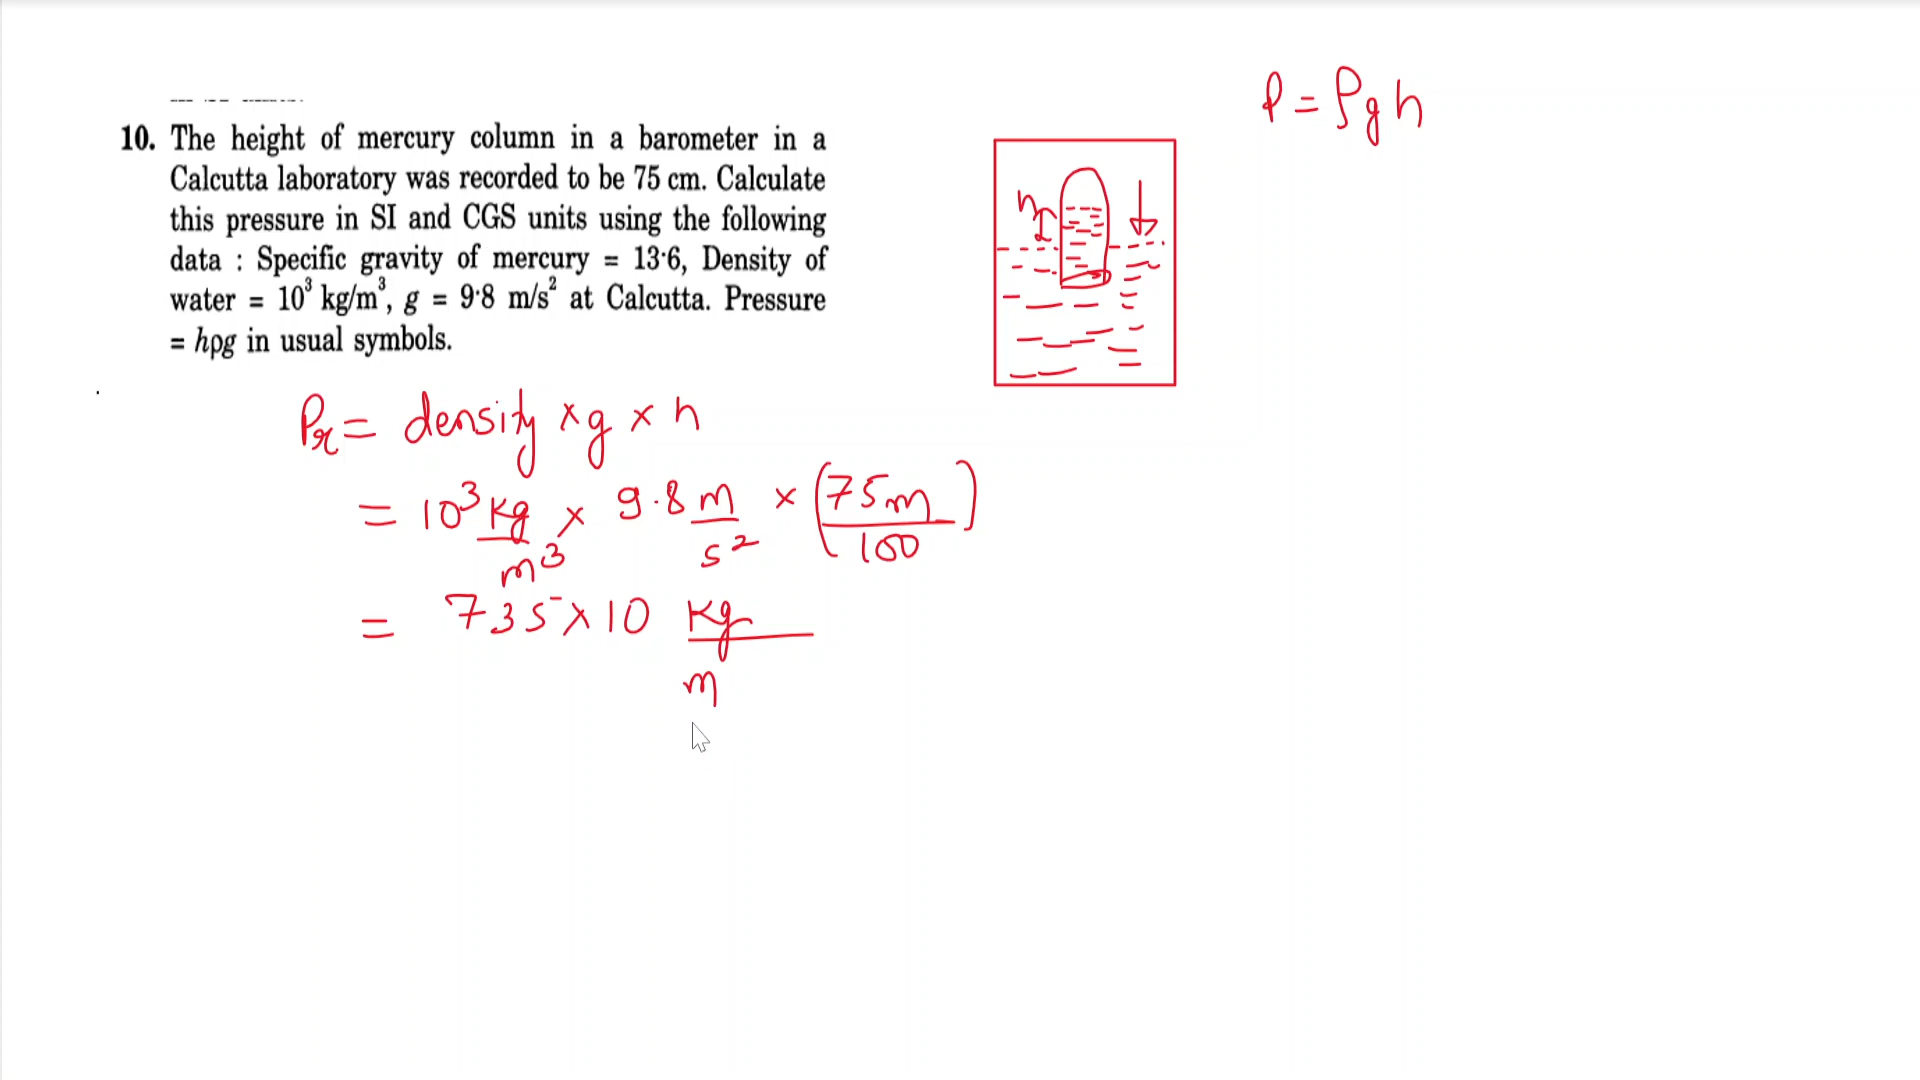 10. The height of mercury column in a barometer in a
Calcutta laboratory was recorded to be 75 cm. Calculate
this pressure in SI and CGS units using the following
data : Specific gravity of mercury = 13·6, Density of
water = 10³ kg/m³, g = 9·8 m/s² at Calcutta. Pressure
= hρg in usual symbols.
P = ρgh
h
Pr = density × g × h
= 10³ kg/m³ × 9.8 m/s² × (75m/100)
= 735 × 10 kg/m